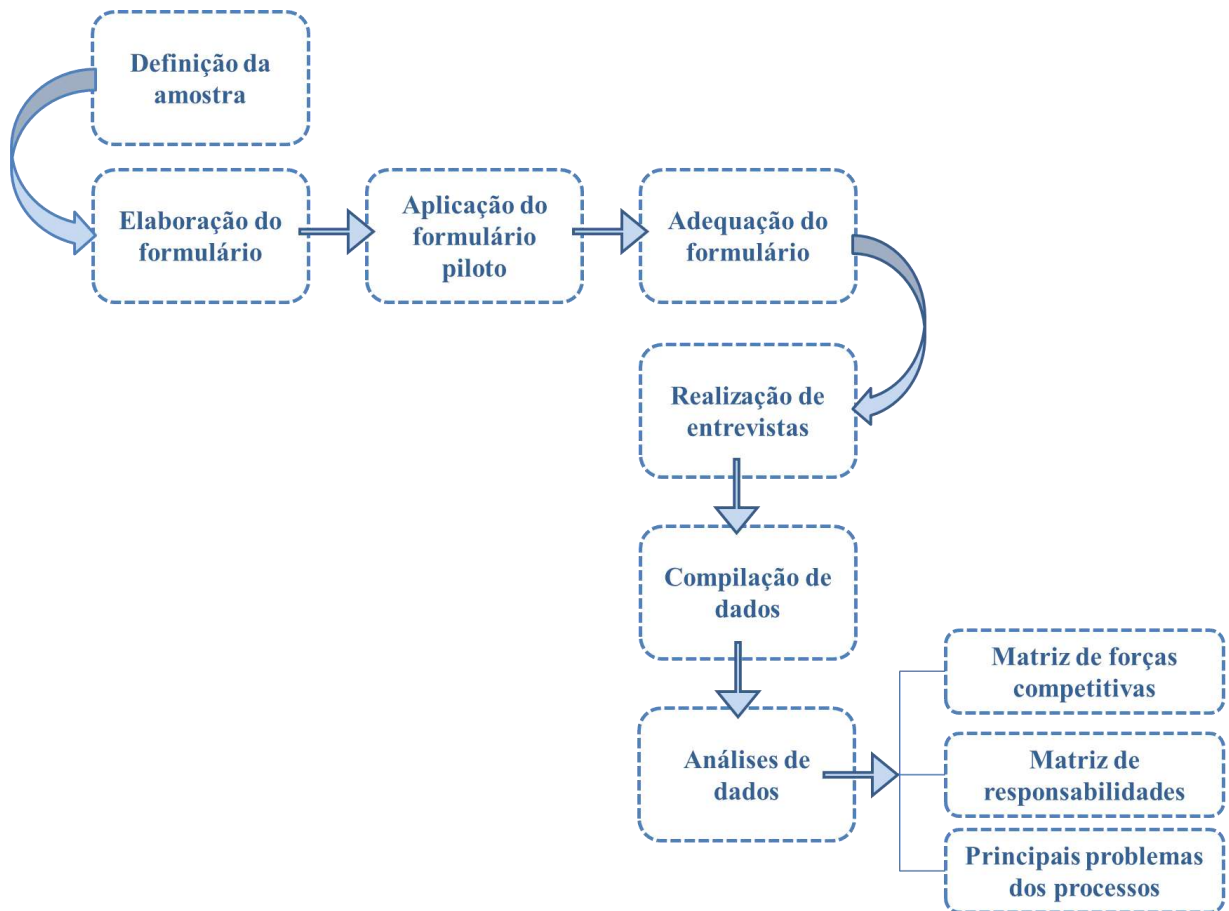 Definição da
amostra
Elaboração do
formulário
Aplicação do
formulário
piloto
Adequação do
formulário
Realização de
entrevistas
Compilação de
dados
Análises de
dados
Matriz de forças
competitivas
Matriz de
responsabilidades
Principais problemas
dos processos